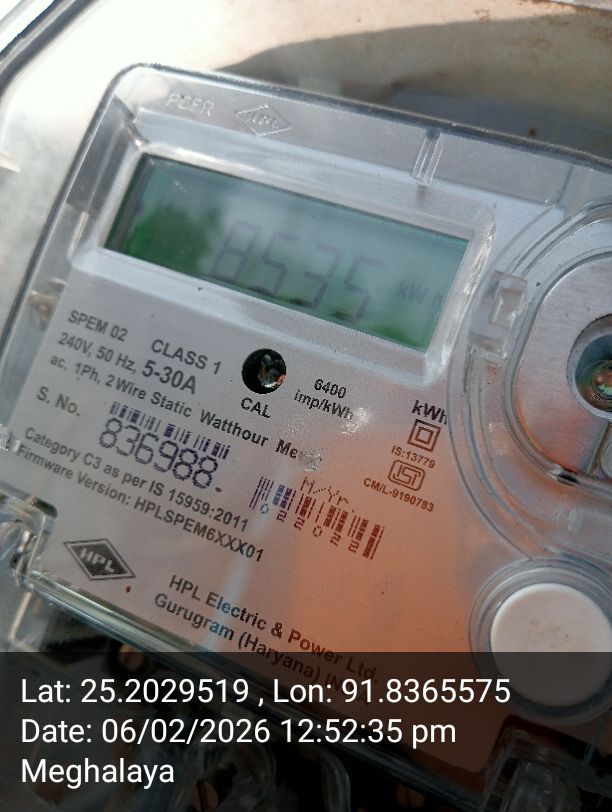 HPL
8535 kWh
SPEM 02 CLASS 1
240V, 50 Hz, 5-30A
ac, 1Ph, 2 Wire Static Watthour
CAL
6400
imp/kWh
kWh
IS:13779
CM/L-9190783
S. No.
836988
Category C3 as per IS 15959:2011
Firmware Version: HPLSPEM6XXX01
HPL
HPL Electric & Power Ltd
Gurugram (Haryana)
Lat: 25.2029519 , Lon: 91.8365575
Date: 06/02/2026 12:52:35 pm
Meghalaya